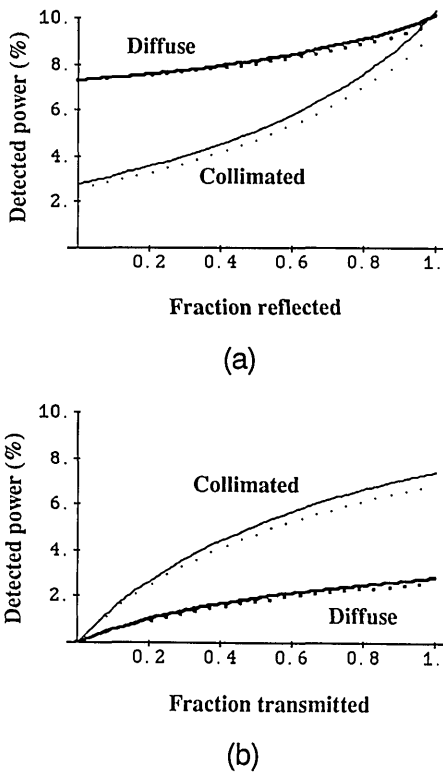 10.
Diffuse
8.
6.
4.
Collimated
2.
Detected power (%)
0.2 0.4 0.6 0.8 1.
Fraction reflected
(a)
10.
8.
Collimated
6.
4.
2.
Diffuse
Detected power (%)
0.2 0.4 0.6 0.8 1.
Fraction transmitted
(b)